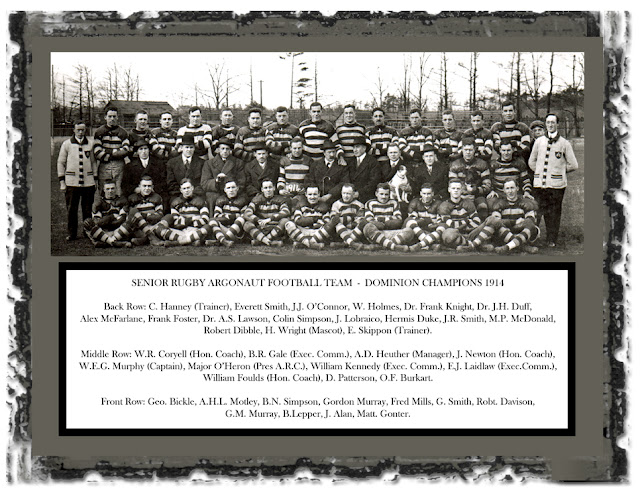 SENIOR RUGBY ARGONAUT FOOTBALL TEAM - DOMINION CHAMPIONS 1914
Back Row: C. Hanney (Trainer), Everett Smith, J.J. O'Connor, W. Holmes, Dr. Frank Knight, Dr. J.H. Duff,
Alex McFarlane, Frank Foster, Dr. A.S. Lawson, Colin Simpson, J. Lobraico, Hermis Duke, J.R. Smith, M.P. McDonald,
Robert Dibble, H. Wright (Mascot), E. Skippon (Trainer).
Middle Row: W.R. Coryell (Hon. Coach), B.R. Gale (Exec. Comm.), A.D. Heuther (Manager), J. Newton (Hon. Coach),
W.E.G. Murphy (Captain), Major O'Heron (Pres A.R.C.), William Kennedy (Exec. Comm.), E.J. Laidlaw (Exec.Comm.),
William Foulds (Hon. Coach), D. Patterson, O.F. Burkart.
Front Row: Geo. Bickle, A.H.L. Motley, B.N. Simpson, Gordon Murray, Fred Mills, G. Smith, Robt. Davison,
G.M. Murray, B.Lepper, J. Alan, Matt. Gonter.